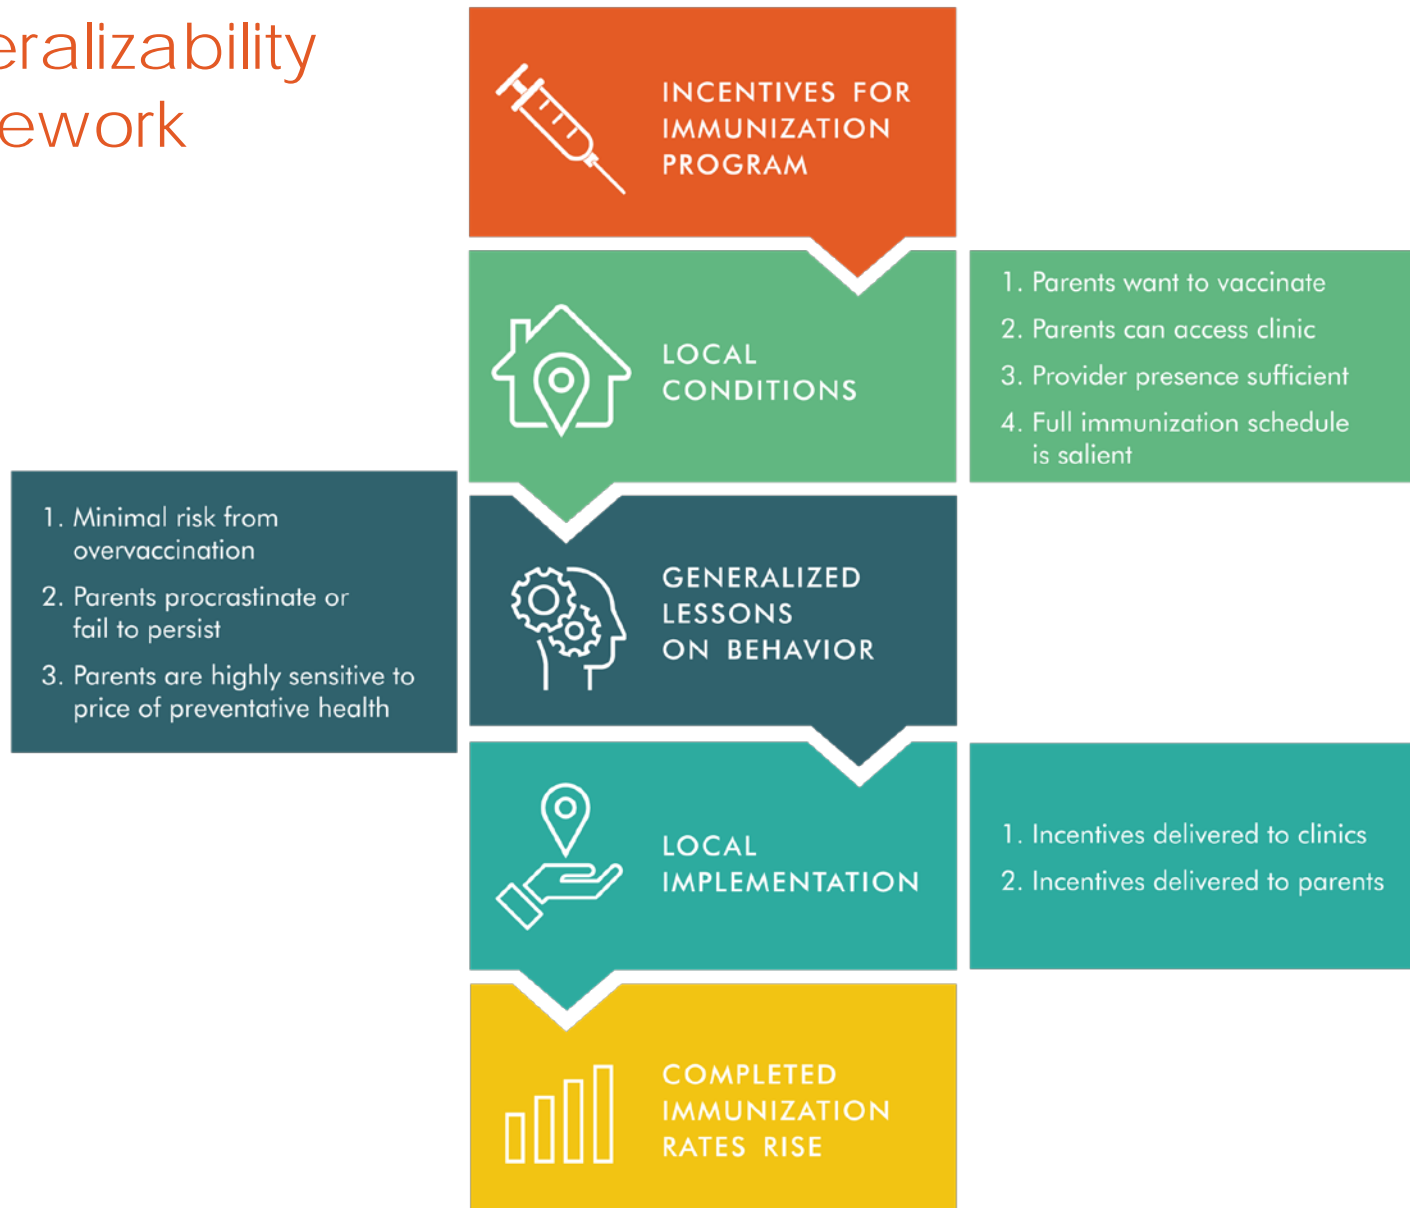 eralizability
ework
INCENTIVES FOR
IMMUNIZATION
PROGRAM
LOCAL
CONDITIONS
1. Parents want to vaccinate
2. Parents can access clinic
3. Provider presence sufficient
4. Full immunization schedule
is salient
1. Minimal risk from
overvaccination
2. Parents procrastinate or
fail to persist
3. Parents are highly sensitive to
price of preventative health
GENERALIZED
LESSONS
ON BEHAVIOR
LOCAL
IMPLEMENTATION
1. Incentives delivered to clinics
2. Incentives delivered to parents
COMPLETED
IMMUNIZATION
RATES RISE